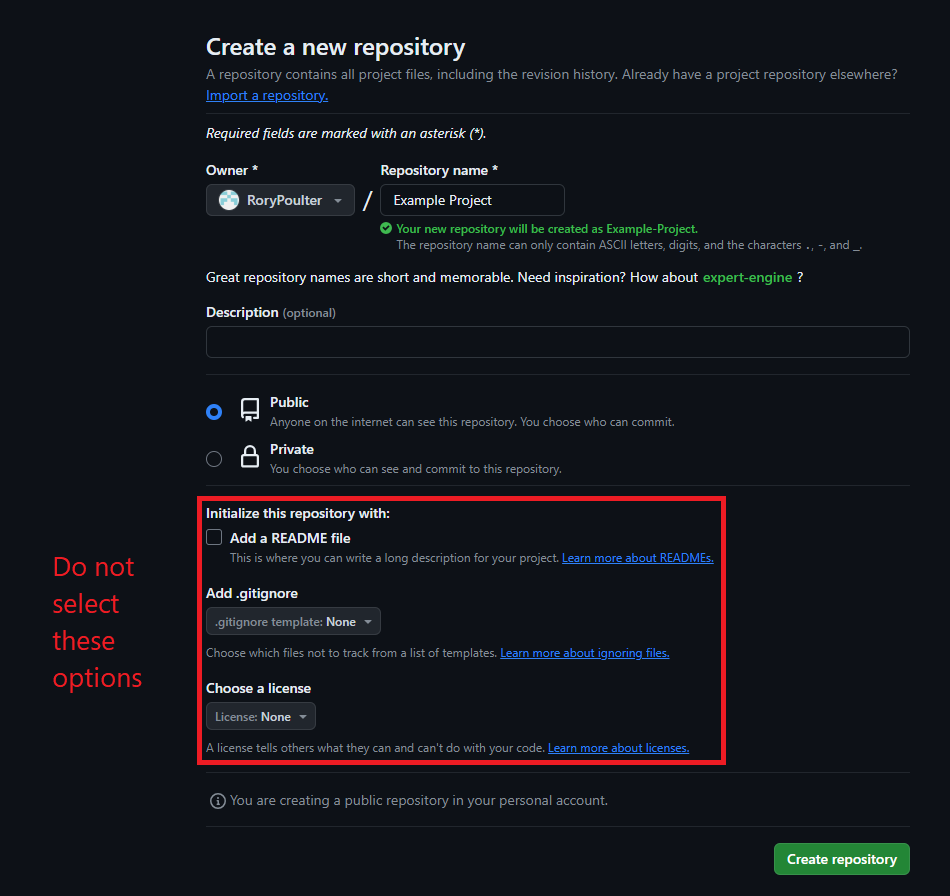 Create a new repository
A repository contains all project files, including the revision history. Already have a project repository elsewhere?
Import a repository.
Required fields are marked with an asterisk (*).
Owner *
Repository name *
RoryPoulter
/
Example Project
Your new repository will be created as Example-Project.
The repository name can only contain ASCII letters, digits, and the characters ., -, and _.
Great repository names are short and memorable. Need inspiration? How about expert-engine ?
Description (optional)
Public
Anyone on the internet can see this repository. You choose who can commit.
Private
You choose who can see and commit to this repository.
Do not
select
these
options
Initialize this repository with:
Add a README file
This is where you can write a long description for your project. Learn more about READMEs.
Add .gitignore
.gitignore template: None
Choose which files not to track from a list of templates. Learn more about ignoring files.
Choose a license
License: None
A license tells others what they can and can't do with your code. Learn more about licenses.
You are creating a public repository in your personal account.
Create repository